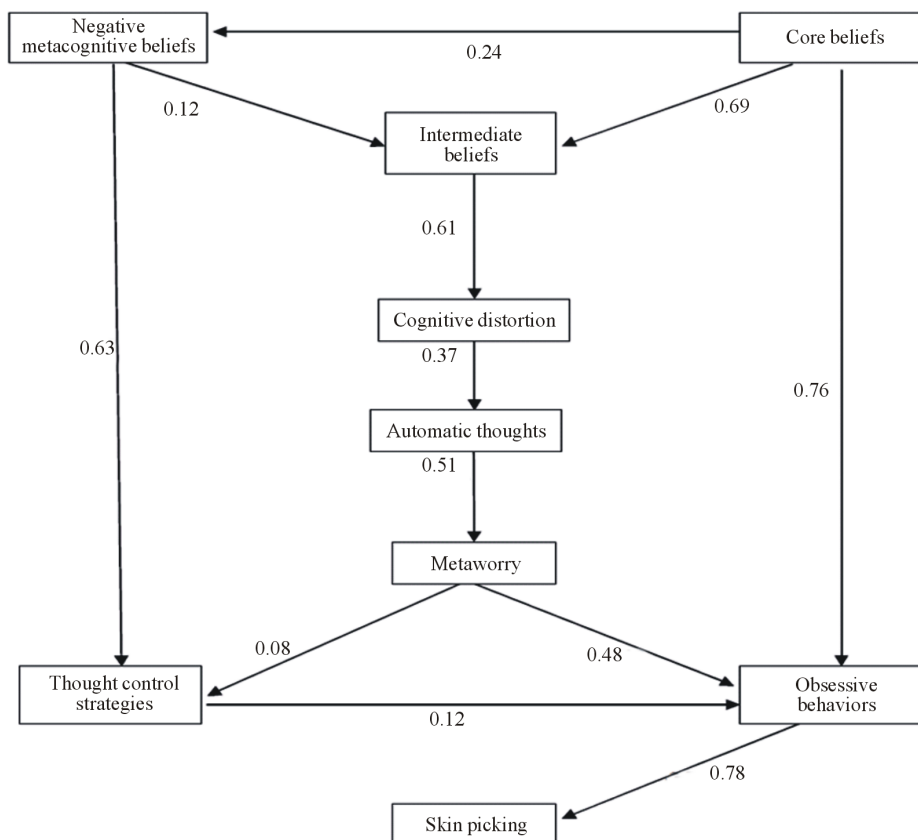 Negative
metacognitive beliefs
Core beliefs
0.24
0.12
0.69
Intermediate
beliefs
0.61
Cognitive distortion
0.37
0.63
0.76
Automatic thoughts
0.51
Metaworry
0.08
0.48
Thought control
strategies
Obsessive
behaviors
0.12
0.78
Skin picking